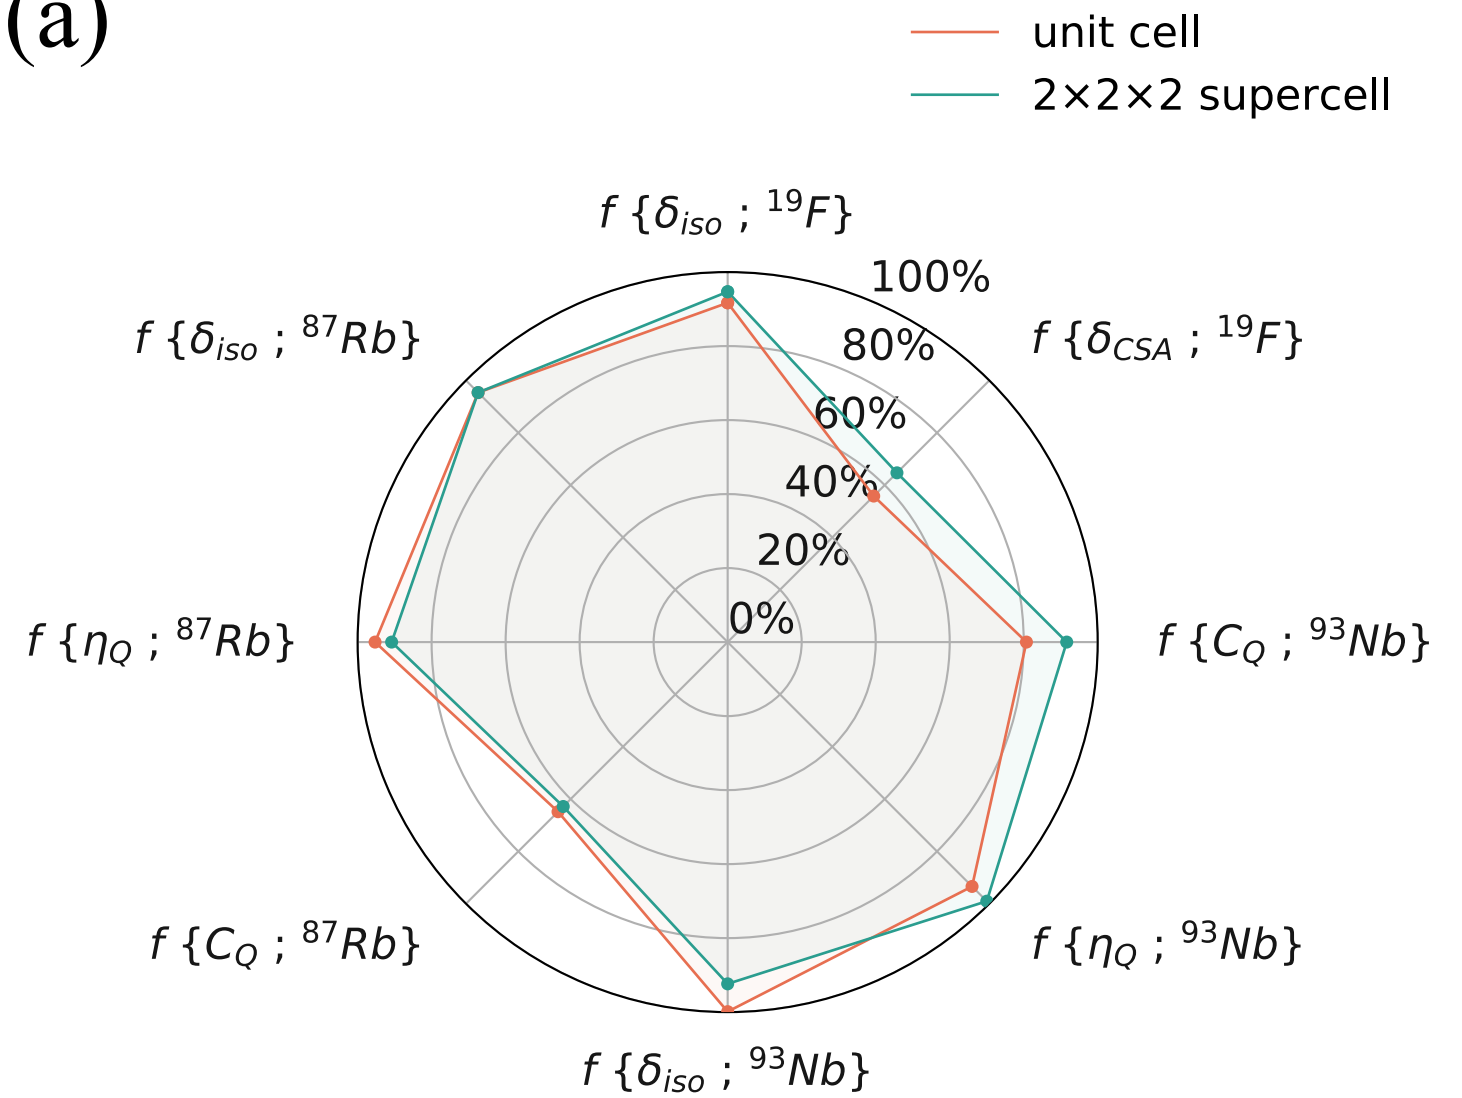 (a)
unit cell
2×2×2 supercell
f {δiso ; 19F}
100%
f {δiso ; 87Rb}
80%
f {δCSA ; 19F}
60%
40%
20%
0%
f {ηQ ; 87Rb}
f {CQ ; 93Nb}
f {CQ ; 87Rb}
f {ηQ ; 93Nb}
f {δiso ; 93Nb}